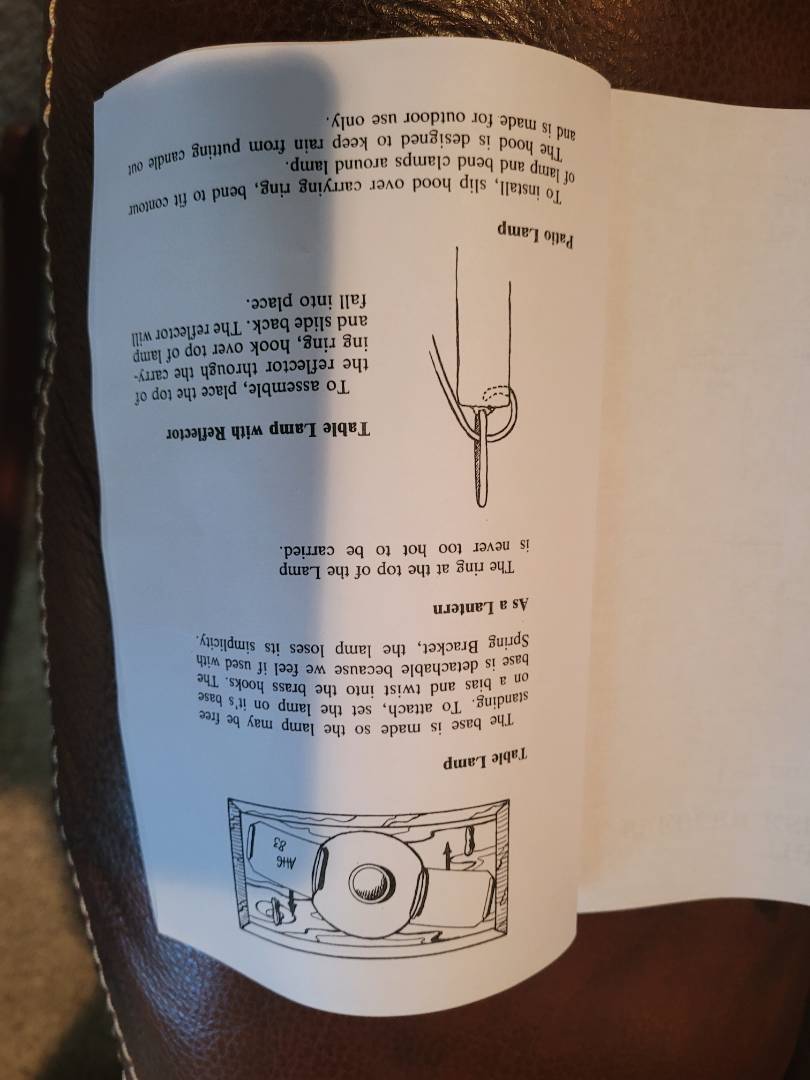 AHG
83
Table Lamp
The base is made so the lamp may be free
standing. To attach, set the lamp on it's base
on a bias and twist into the brass hooks. The
base is detachable because we feel if used with
Spring Bracket, the lamp loses its simplicity.
As a Lantern
The ring at the top of the Lamp
is never too hot to be carried.
Table Lamp with Reflector
To assemble, place the top of
the reflector through the carry-
ing ring, hook over top of lamp
and slide back. The reflector will
fall into place.
Patio Lamp
To install, slip hood over carrying ring, bend to fit contour
of lamp and bend clamps around lamp.
The hood is designed to keep rain from putting candle out
and is made for outdoor use only.